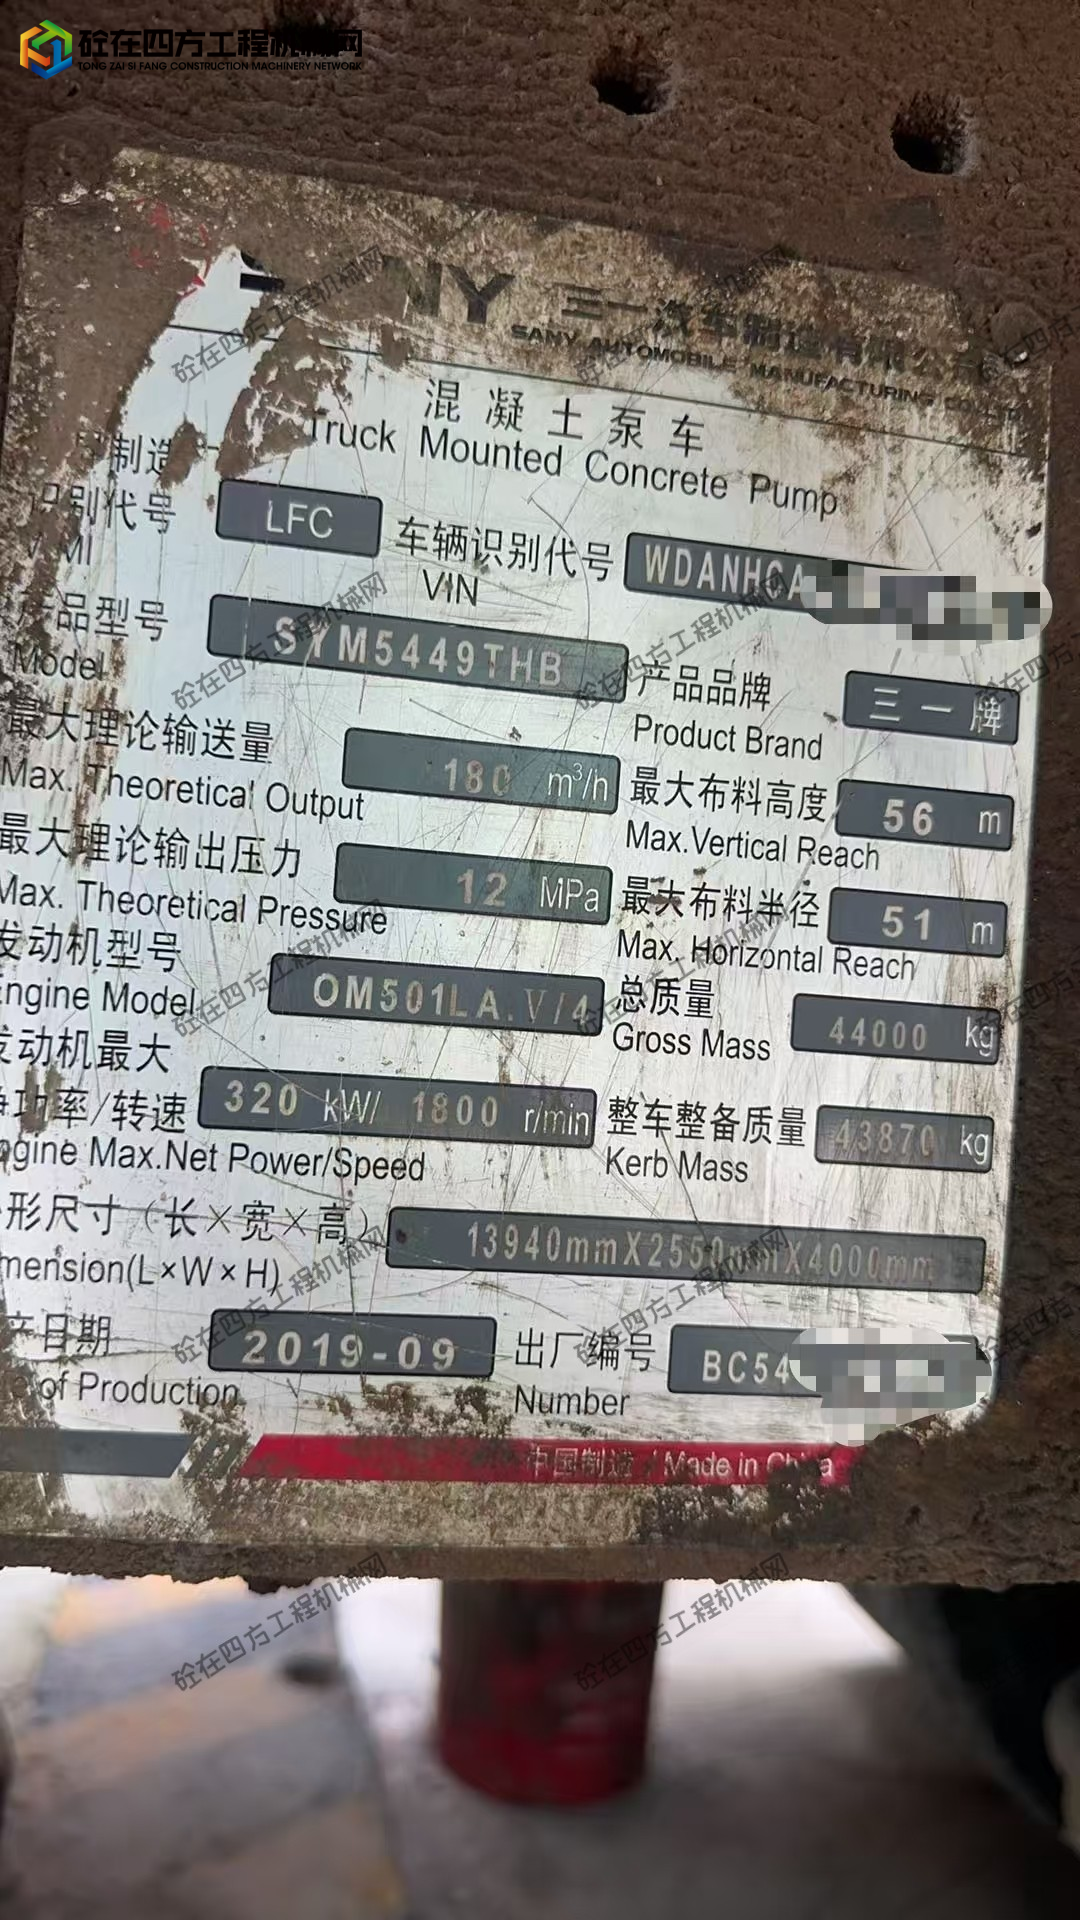 砼在四方工程机械网
TONG ZAI SI FANG CONSTRUCTION MACHINERY NETWORK
NY 三一汽车制造有限公司
SANY AUTOMOBILE MANUFACTURING CO.,LTD
混凝土泵车
Truck Mounted Concrete Pump
制造
识别代号 LFC 车辆识别代号 WDANHCA
WMI VIN
产品型号 SYM5449THB 产品品牌 三一牌
Model Product Brand
最大理论输送量 180 m³/h 最大布料高度 56 m
Max. Theoretical Output Max.Vertical Reach
最大理论输出压力 12 MPa 最大布料半径 51 m
Max. Theoretical Pressure Max. Horizontal Reach
发动机型号 OM501LA.V/4 总质量 44000 kg
Engine Model Gross Mass
发动机最大
净功率/转速 320 kW/ 1800 r/min 整车整备质量 43870 kg
ngine Max.Net Power/Speed Kerb Mass
形尺寸（长×宽×高） 13940mmX2550mmX4000mm
mension(L×W×H)
产日期 2019-09 出厂编号 BC54
of Production Number
中国制造 / Made in China